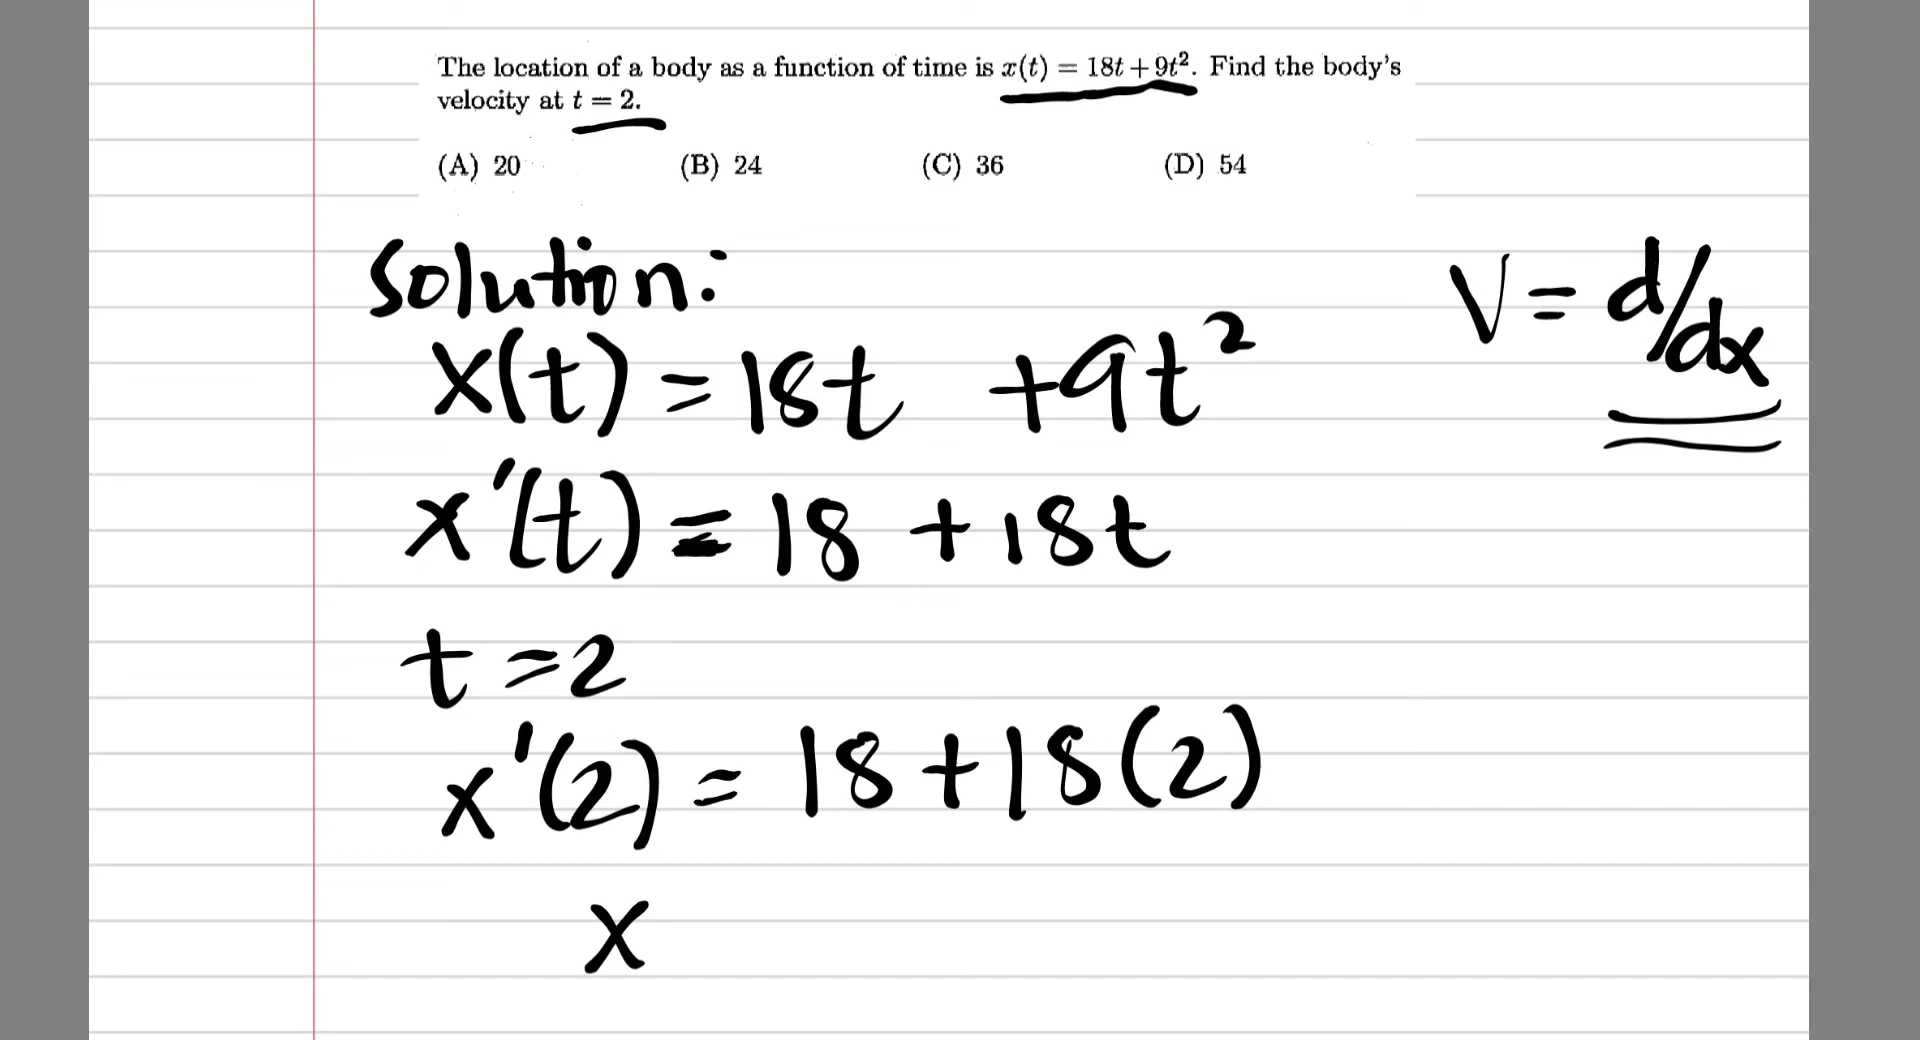 The location of a body as a function of time is x(t) = 18t + 9t². Find the body's
velocity at t = 2.
(A) 20 (B) 24 (C) 36 (D) 54
Solution:
V = d/dx
x(t) = 18t + 9t²
x'(t) = 18 + 18t
t = 2
x'(2) = 18 + 18(2)
x